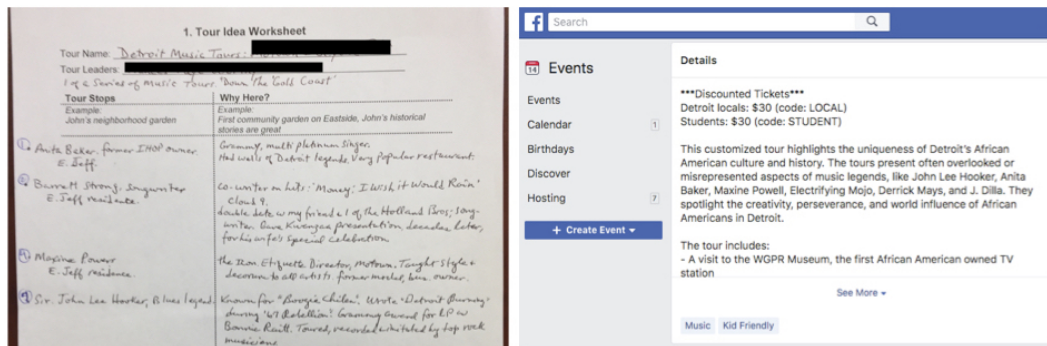 1. Tour Idea Worksheet
Tour Name: Detroit Music Tours:
Tour Leaders:
1 of a Series of Music Tours. 'Down The Gold Coast'
Tour Stops Why Here?
Example: Example:
John's neighborhood garden First community garden on Eastside, John's historical
stories are great
1. Anita Baker. former IHOP owner. Grammy, multi platinum singer.
E. Jeff. Had walls of Detroit legends. Very popular restaurant.
2. Barrett Strong. songwriter co-writer on hits: 'Money; I wish it Would Rain'
E. Jeff residence. Cloud 9.
double date w my friend & 1 of the Holland Bros; song-
writer. Gave Kwanzaa presentation, decades later,
for his wife's special celebration
Maxine Powers the Iron Etiquette Director, Motown. Taught style &
E. Jeff residence decorum to all artists. former model, bus. owner.
4 Sir. John Lee Hooker, Blues legend. Known for "Boogie Chilen". Wrote 'Detroit Burning'
during '67 Rebellion! Grammy award for LP w
Bonnie Raitt. Toured, recorded & imitated by top rock
musicians
f
Search
14
Events
Events
Calendar 1
Birthdays
Discover
Hosting 7
+ Create Event
Details
***Discounted Tickets***
Detroit locals: $30 (code: LOCAL)
Students: $30 (code: STUDENT)
This customized tour highlights the uniqueness of Detroit's African
American culture and history. The tours present often overlooked or
misrepresented aspects of music legends, like John Lee Hooker, Anita
Baker, Maxine Powell, Electrifying Mojo, Derrick Mays, and J. Dilla. They
spotlight the creativity, perseverance, and world influence of African
Americans in Detroit.
The tour includes:
- A visit to the WGPR Museum, the first African American owned TV
station
See More
Music Kid Friendly